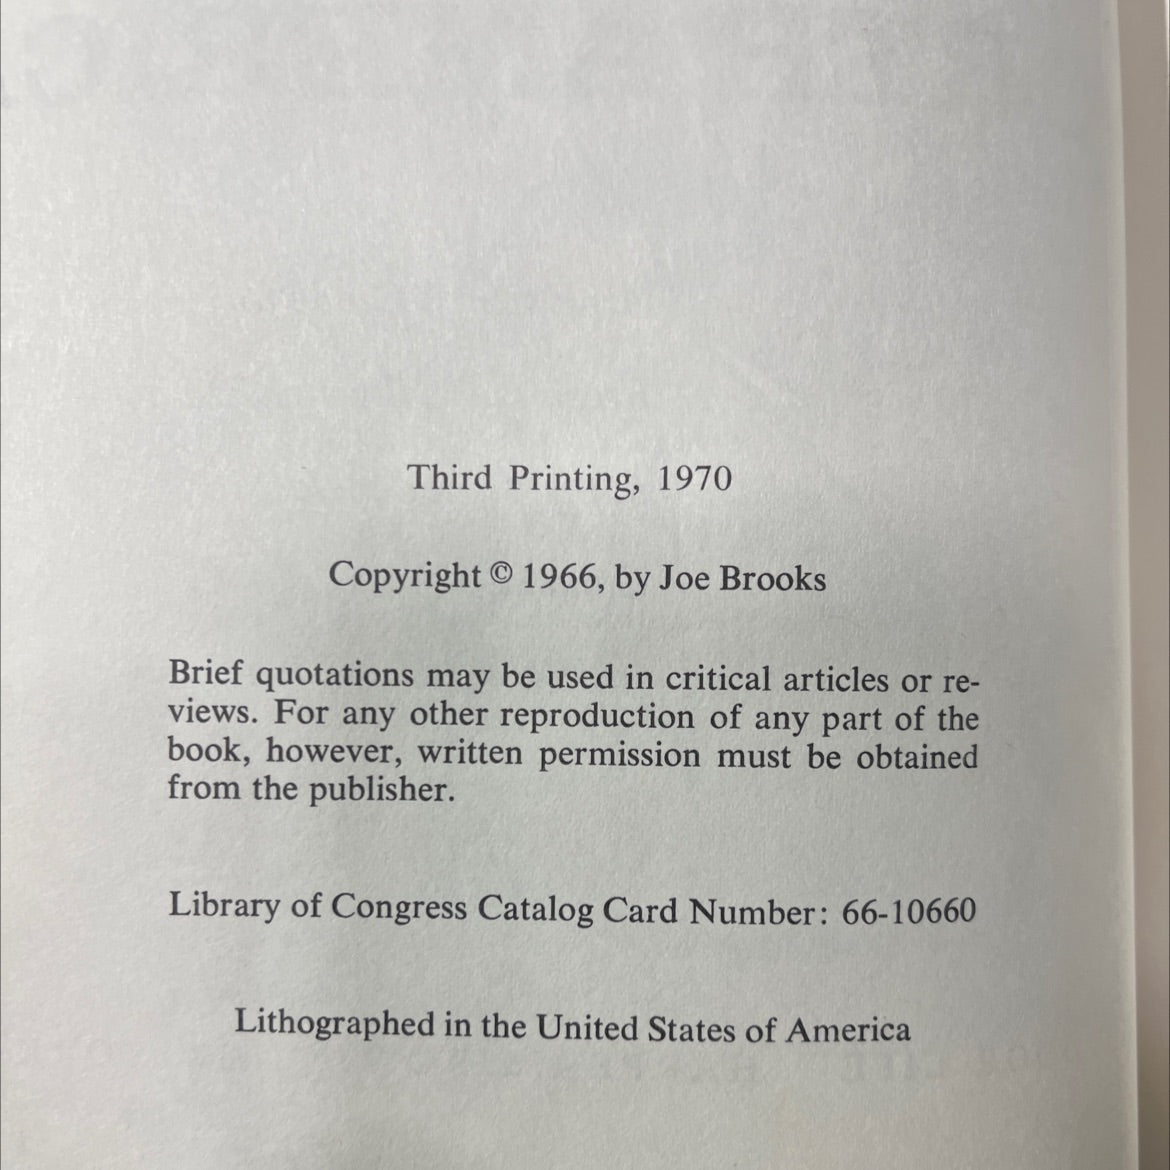 Third Printing, 1970
Copyright © 1966, by Joe Brooks
Brief quotations may be used in critical articles or re-
views. For any other reproduction of any part of the
book, however, written permission must be obtained
from the publisher.
Library of Congress Catalog Card Number: 66-10660
Lithographed in the United States of America